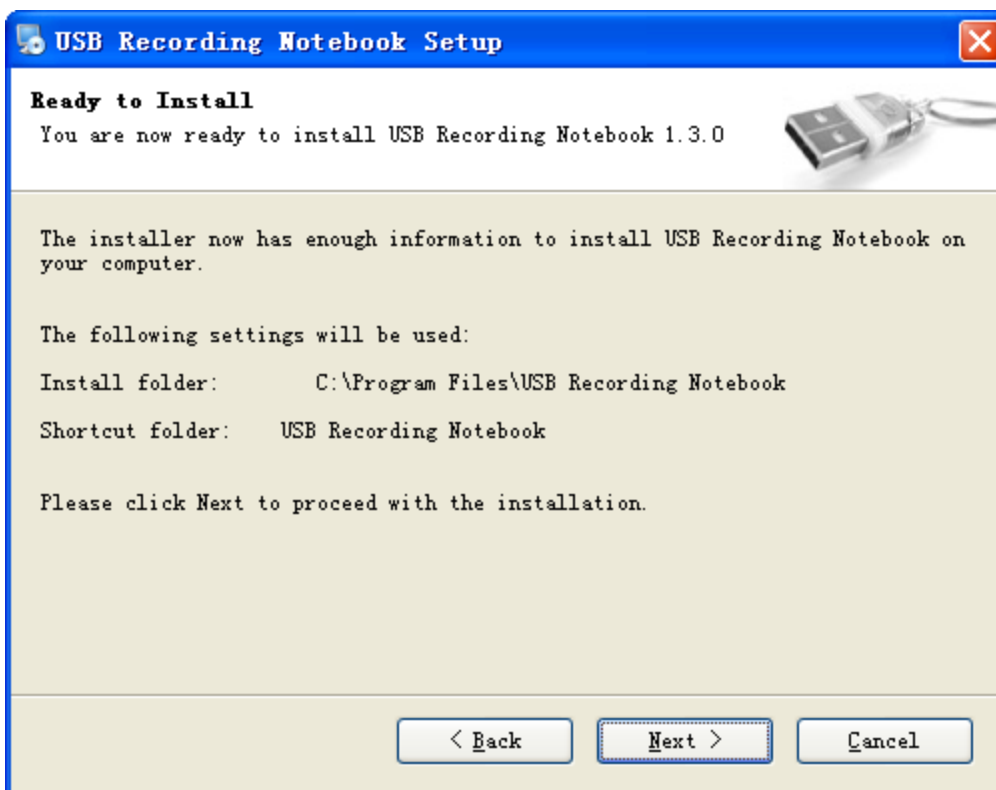 USB Recording Notebook Setup
Ready to Install
You are now ready to install USB Recording Notebook 1.3.0
The installer now has enough information to install USB Recording Notebook on
your computer.
The following settings will be used:
Install folder: C:\Program Files\USB Recording Notebook
Shortcut folder: USB Recording Notebook
Please click Next to proceed with the installation.
< Back Next > Cancel